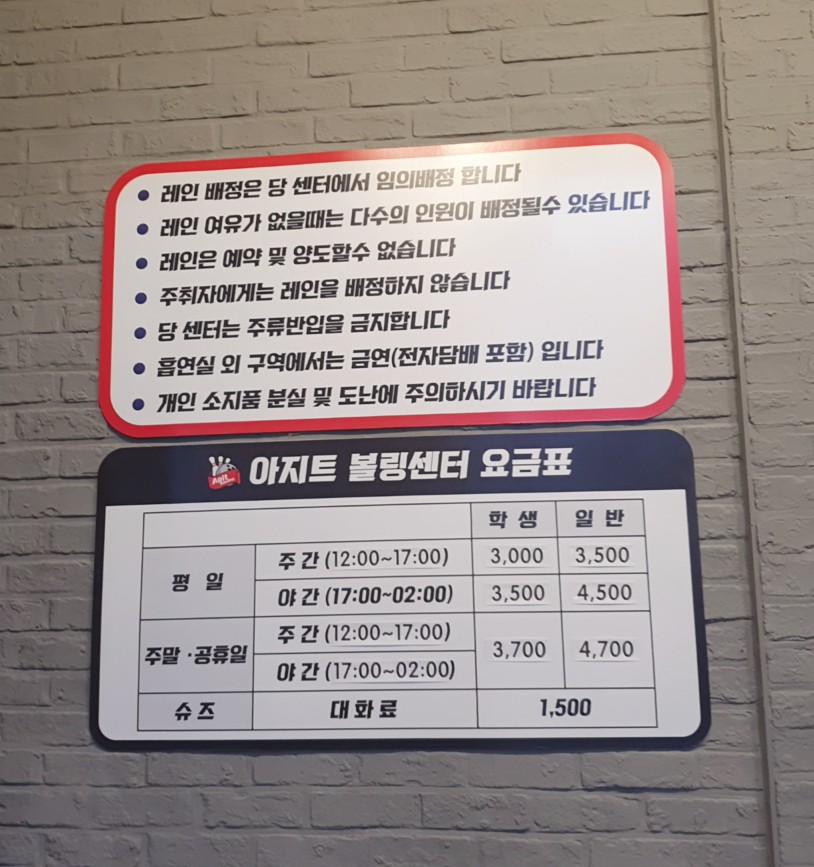 레인 배정은 당 센터에서 임의배정 합니다
레인 여유가 없을때는 다수의 인원이 배정될수 있습니다
레인은 예약 및 양도할수 없습니다
주취자에게는 레인을 배정하지 않습니다
당 센터는 주류반입을 금지합니다
흡연실 외 구역에서는 금연(전자담배 포함) 입니다
개인 소지품 분실 및 도난에 주의하시기 바랍니다
아지트 볼링센터 요금표
학 생 일 반
평 일 주 간 (12:00~17:00) 3,000 3,500
야 간 (17:00~02:00) 3,500 4,500
주말·공휴일 주 간 (12:00~17:00) 3,700 4,700
야 간 (17:00~02:00)
슈 즈 대 화 료 1,500